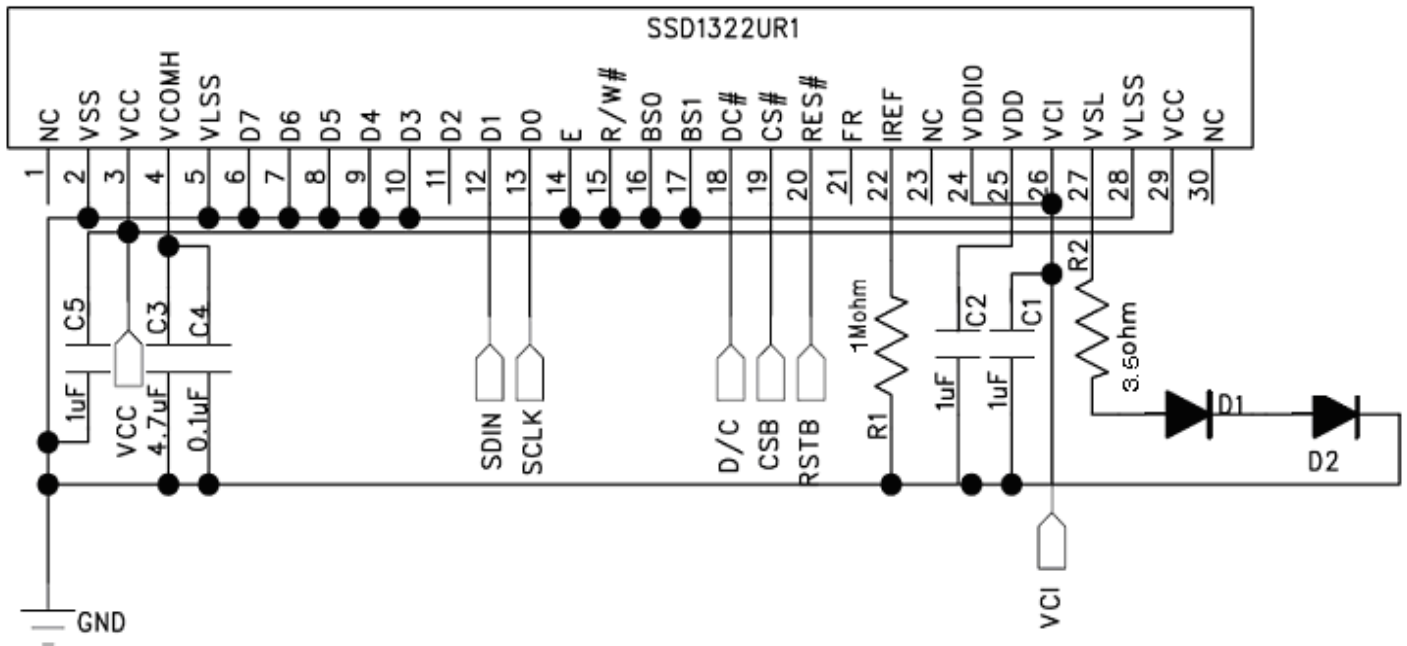 SSD1322UR1
NC
VSS
VCC
VCOMH
VLSS
D7
D6
D5
D4
D3
D2
D1
D0
E
R/W#
BS0
BS1
DC#
CS#
RES#
FR
IREF
NC
VDDIO
VDD
VCI
VSL
VLSS
VCC
NC
1
2
3
4
5
6
7
8
9
10
11
12
13
14
15
16
17
18
19
20
21
22
23
24
25
26
27
28
29
30
C5
1uF
VCC
C3
4.7uF
C4
0.1uF
SDIN
SCLK
D/C
CSB
RSTB
1Mohm
R1
C2
1uF
C1
1uF
R2
3.5ohm
D1
D2
VCI
GND